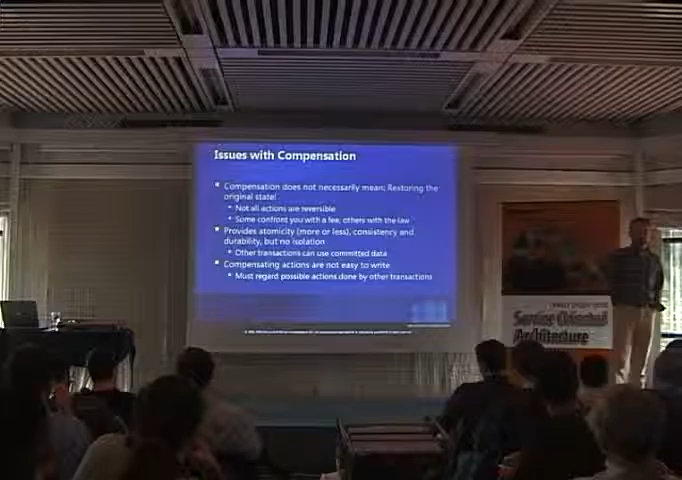 Issues with Compensation
Compensation does not necessarily mean: Restoring the
original state!
Not all actions are reversible
Some confront you with a fee, others with the law
Provides atomicity (more or less), consistency and
durability, but no isolation
Other transactions can use committed data
Compensating actions are not easy to write
Must regard possible actions done by other transactions
Service Oriented
Architecture